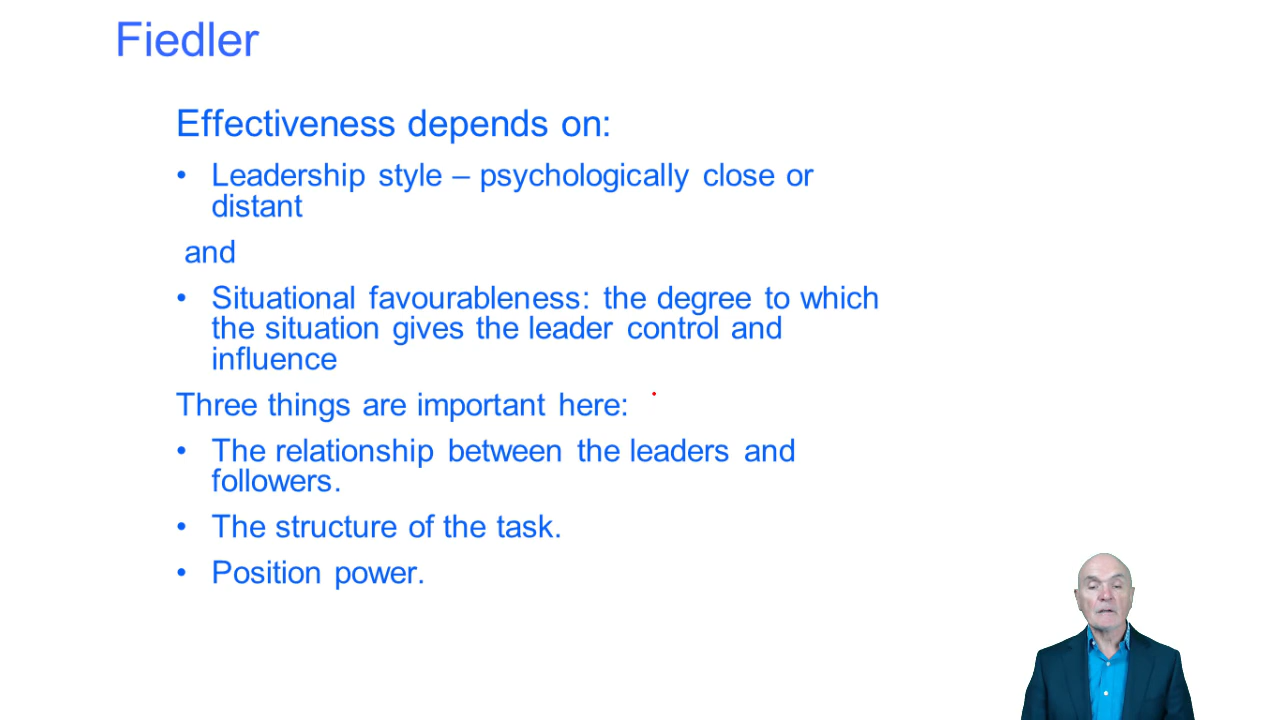 Fiedler
Effectiveness depends on:
• Leadership style – psychologically close or
distant
and
• Situational favourableness: the degree to which
the situation gives the leader control and
influence
Three things are important here:
• The relationship between the leaders and
followers.
• The structure of the task.
• Position power.